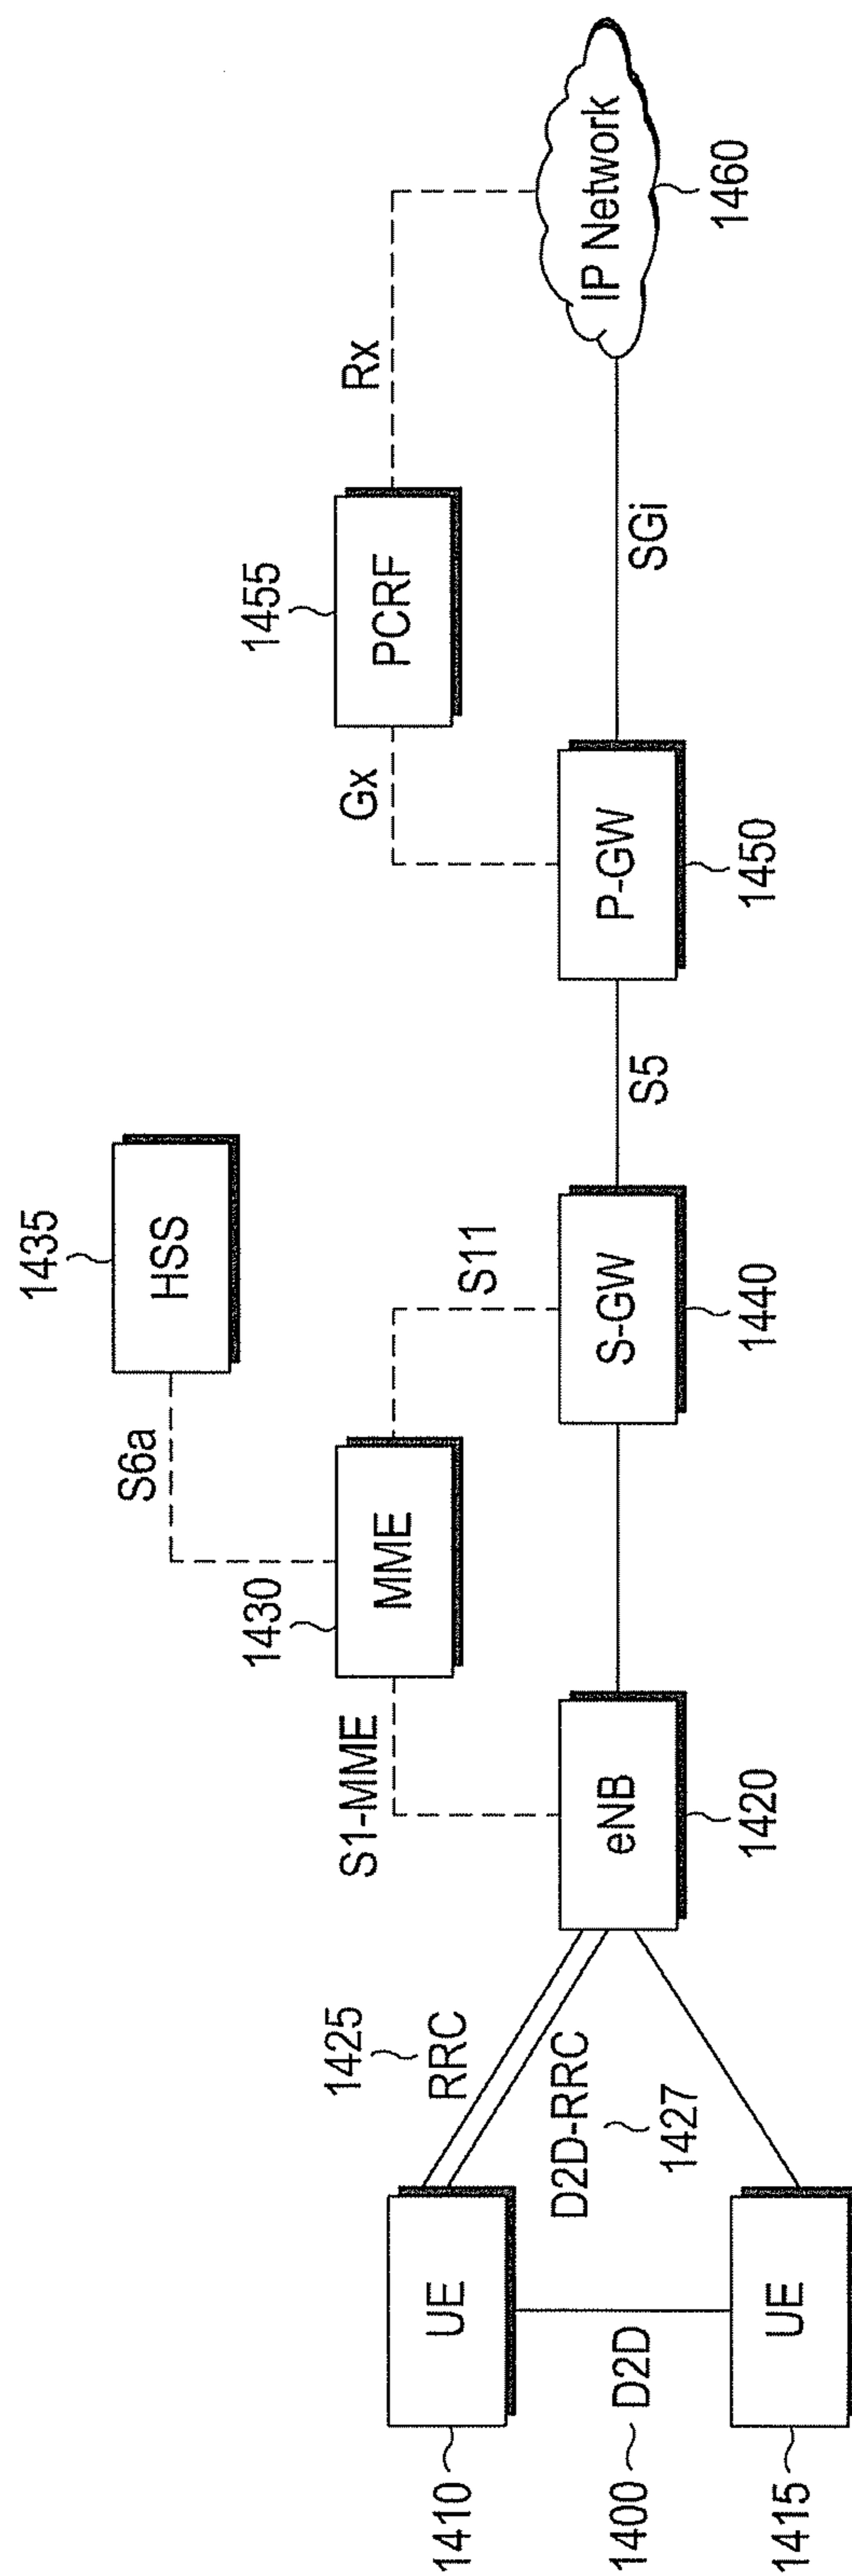 1435
HSS
S6a
1430
MME
S1-MME
S11
1455
PCRF
Gx
Rx
1410
UE
1425
RRC
D2D-RRC
1427
1400
D2D
1415
UE
eNB
1420
S-GW
1440
S5
P-GW
1450
SGi
IP Network
1460